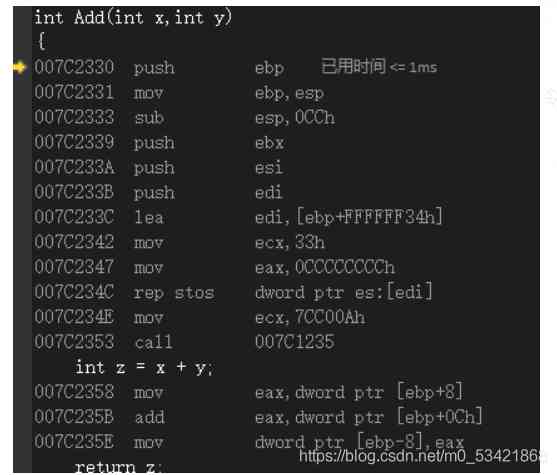 int Add(int x,int y)
{
007C2330 push ebp 已用时间 <= 1ms
007C2331 mov ebp,esp
007C2333 sub esp,0CCh
007C2339 push ebx
007C233A push esi
007C233B push edi
007C233C lea edi,[ebp+FFFFFF34h]
007C2342 mov ecx,33h
007C2347 mov eax,0CCCCCCCCh
007C234C rep stos dword ptr es:[edi]
007C234E mov ecx,7CC00Ah
007C2353 call 007C1235
int z = x + y;
007C2358 mov eax,dword ptr [ebp+8]
007C235B add eax,dword ptr [ebp+0Ch]
007C235E mov dword ptr [ebp-8],eax
https://blog.csdn.net/m0_53421868
return z;